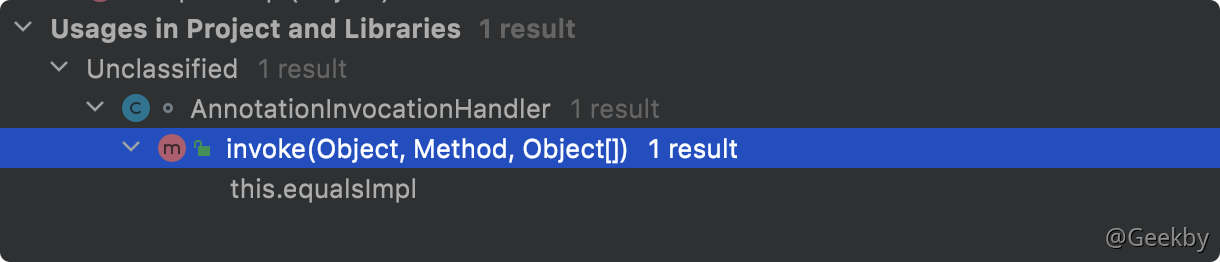 Usages in Project and Libraries 1 result
Unclassified 1 result
AnnotationInvocationHandler 1 result
invoke(Object, Method, Object[]) 1 result
this.equalsImpl
@Geekby